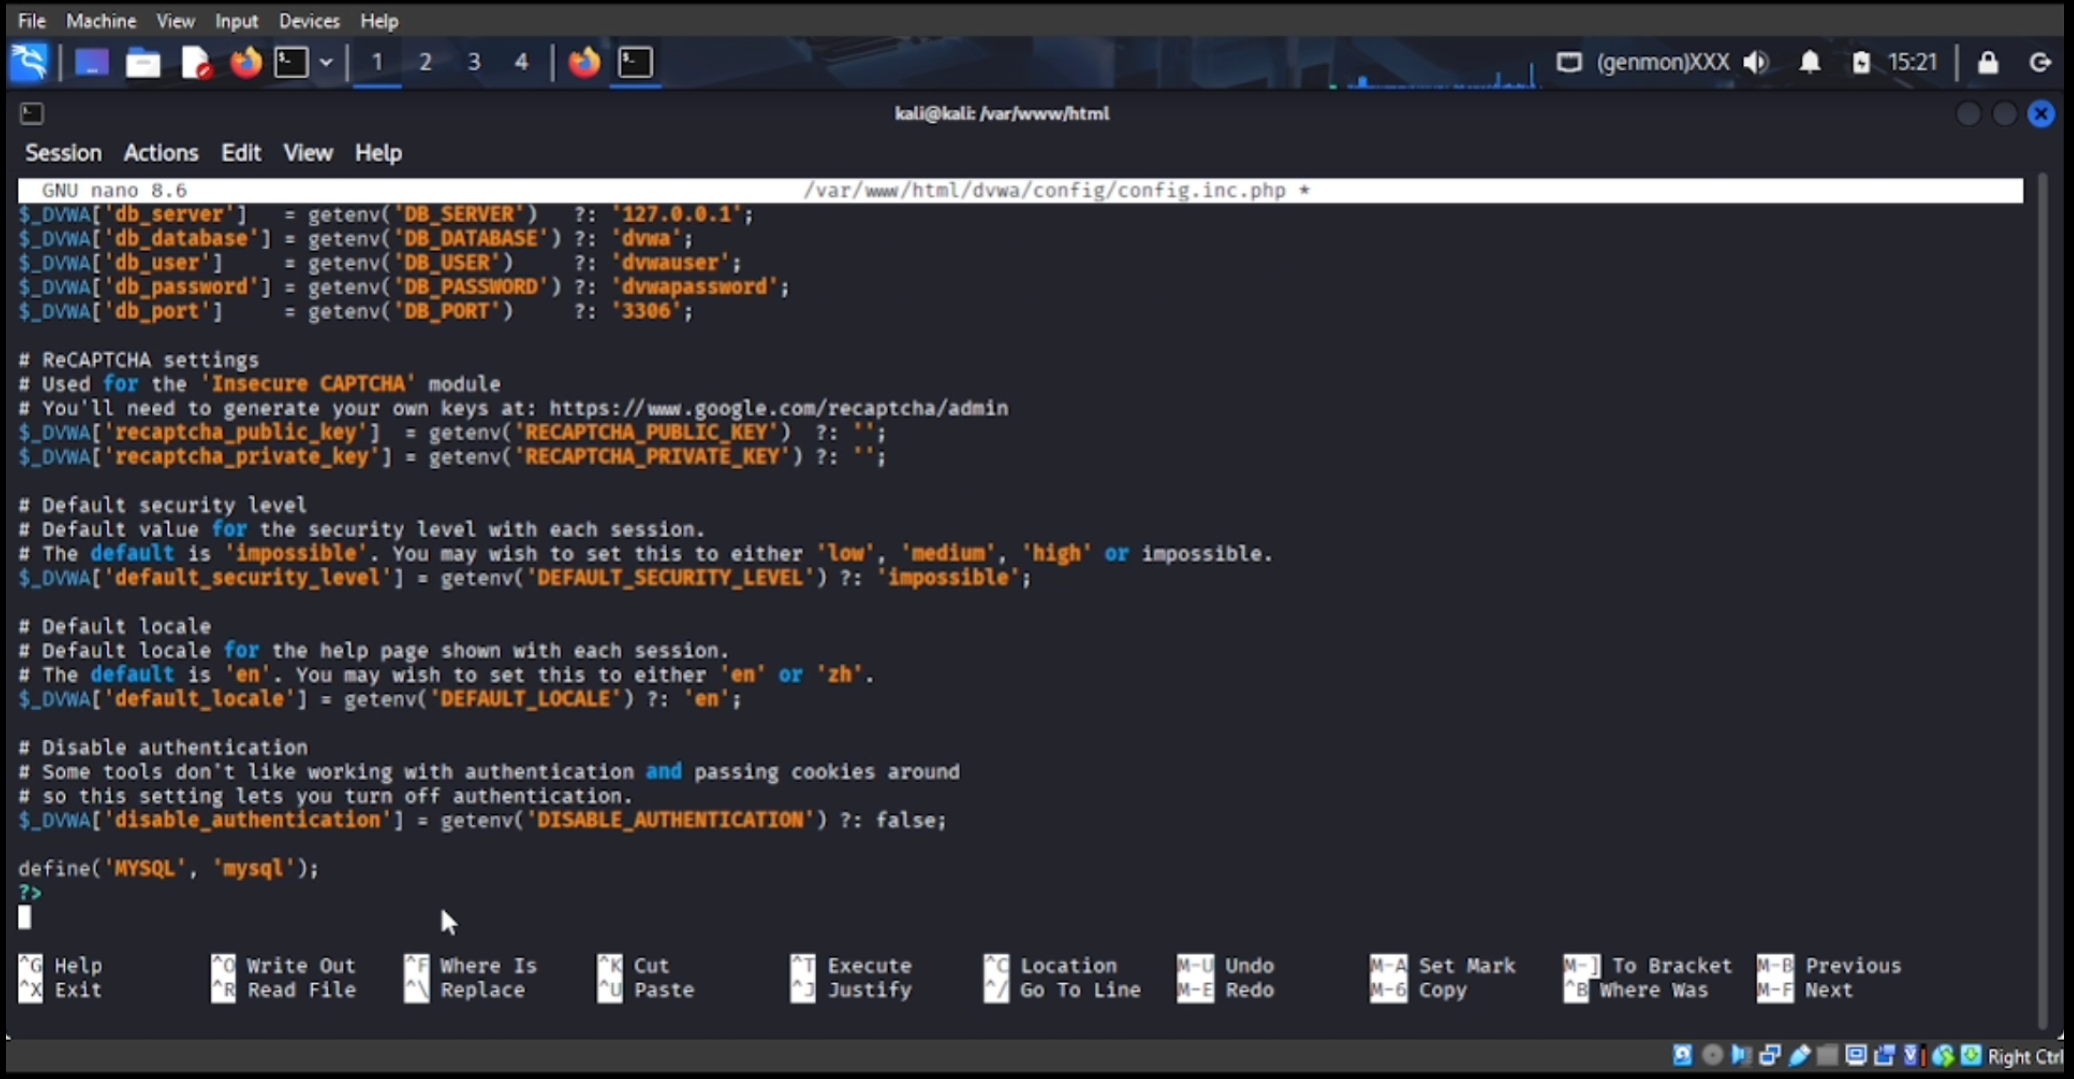 File Machine View Input Devices Help
1 2 3 4 (genmon)XXX 15:21
kali@kali: /var/www/html
Session Actions Edit View Help
GNU nano 8.6 /var/www/html/dvwa/config/config.inc.php *
$_DVWA['db_server']   = getenv('DB_SERVER')   ?: '127.0.0.1';
$_DVWA['db_database'] = getenv('DB_DATABASE') ?: 'dvwa';
$_DVWA['db_user']     = getenv('DB_USER')     ?: 'dvwauser';
$_DVWA['db_password'] = getenv('DB_PASSWORD') ?: 'dvwapassword';
$_DVWA['db_port']     = getenv('DB_PORT')     ?: '3306';
# ReCAPTCHA settings
# Used for the 'Insecure CAPTCHA' module
# You'll need to generate your own keys at: https://www.google.com/recaptcha/admin
$_DVWA['recaptcha_public_key']  = getenv('RECAPTCHA_PUBLIC_KEY')  ?: '';
$_DVWA['recaptcha_private_key'] = getenv('RECAPTCHA_PRIVATE_KEY') ?: '';
# Default security level
# Default value for the security level with each session.
# The default is 'impossible'. You may wish to set this to either 'low', 'medium', 'high' or impossible.
$_DVWA['default_security_level'] = getenv('DEFAULT_SECURITY_LEVEL') ?: 'impossible';
# Default locale
# Default locale for the help page shown with each session.
# The default is 'en'. You may wish to set this to either 'en' or 'zh'.
$_DVWA['default_locale'] = getenv('DEFAULT_LOCALE') ?: 'en';
# Disable authentication
# Some tools don't like working with authentication and passing cookies around
# so this setting lets you turn off authentication.
$_DVWA['disable_authentication'] = getenv('DISABLE_AUTHENTICATION') ?: false;
define('MYSQL', 'mysql');
?>
^G Help ^O Write Out ^F Where Is ^K Cut ^T Execute ^C Location M-U Undo M-A Set Mark M-] To Bracket M-B Previous
^X Exit ^R Read File ^\ Replace ^U Paste ^J Justify ^/ Go To Line M-E Redo M-6 Copy ^B Where Was M-F Next
Right Ctrl